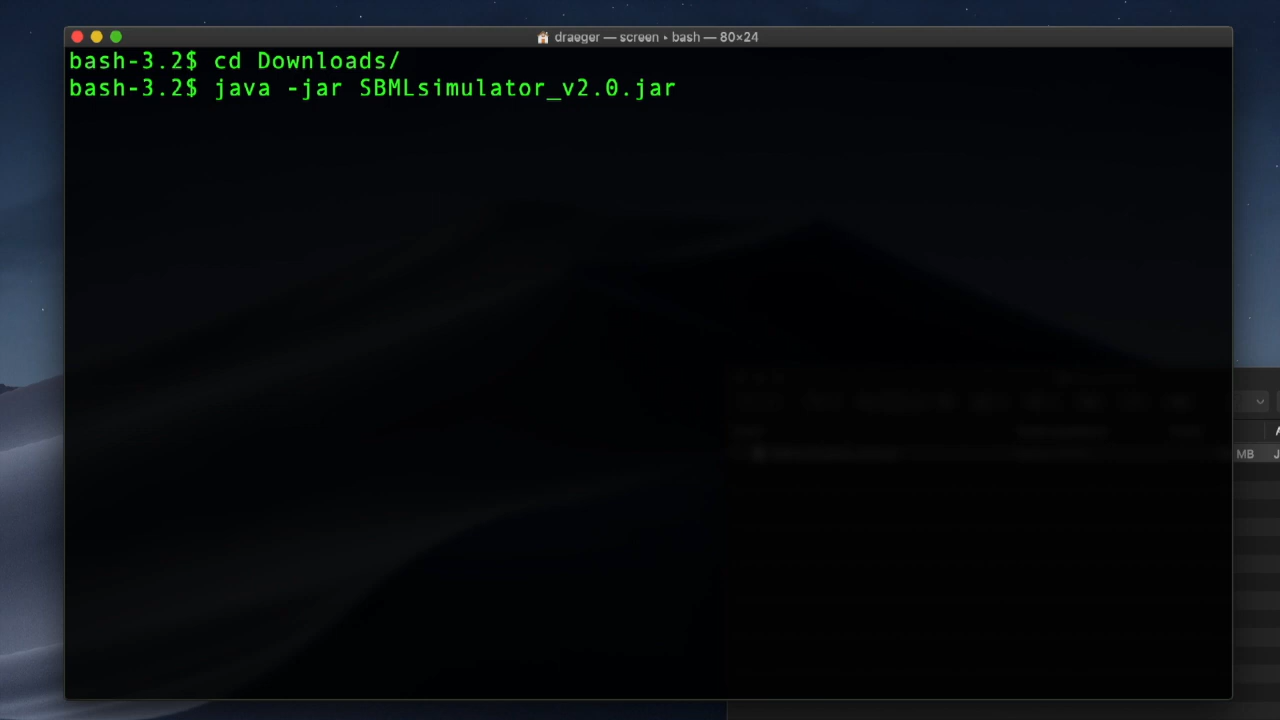 draeger — screen ▸ bash — 80×24
bash-3.2$ cd Downloads/
bash-3.2$ java -jar SBMLsimulator_v2.0.jar
MB